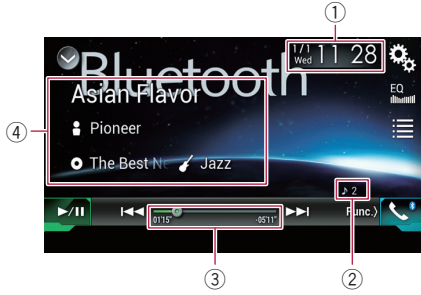 ①
1/1
Wed
11 28
Bluetooth
EQ
Asian Flavor
④
Pioneer
The Best
Jazz
♪ 2
Func.
01'15"
-05'11"
③
②